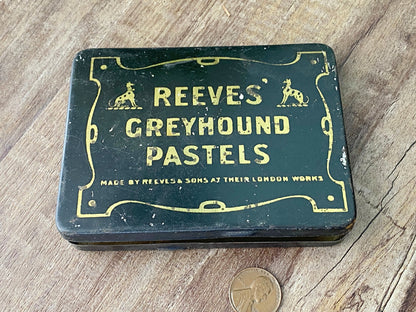 REEVES'
GREYHOUND
PASTELS
MADE BY REEVES & SONS AT THEIR LONDON WORKS